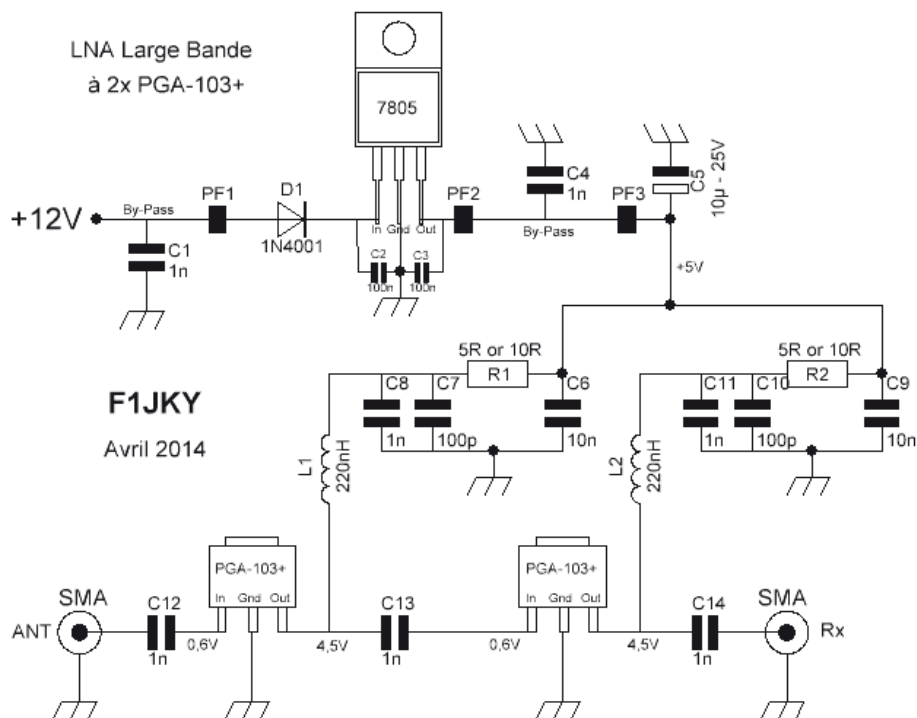 LNA Large Bande
à 2x PGA-103+
7805
+12V
By-Pass
PF1
D1
1N4001
In Gnd Out
PF2
C4
1n
By-Pass
PF3
C5
10µ - 25V
C1
1n
C2
100n
C3
100n
+5V
F1JKY
Avril 2014
L1
220nH
C8
1n
C7
100p
5R or 10R
R1
C6
10n
L2
220nH
C11
1n
C10
100p
5R or 10R
R2
C9
10n
SMA
ANT
C12
1n
0,6V
PGA-103+
In Gnd Out
4,5V
C13
1n
0,6V
PGA-103+
In Gnd Out
4,5V
C14
1n
SMA
Rx